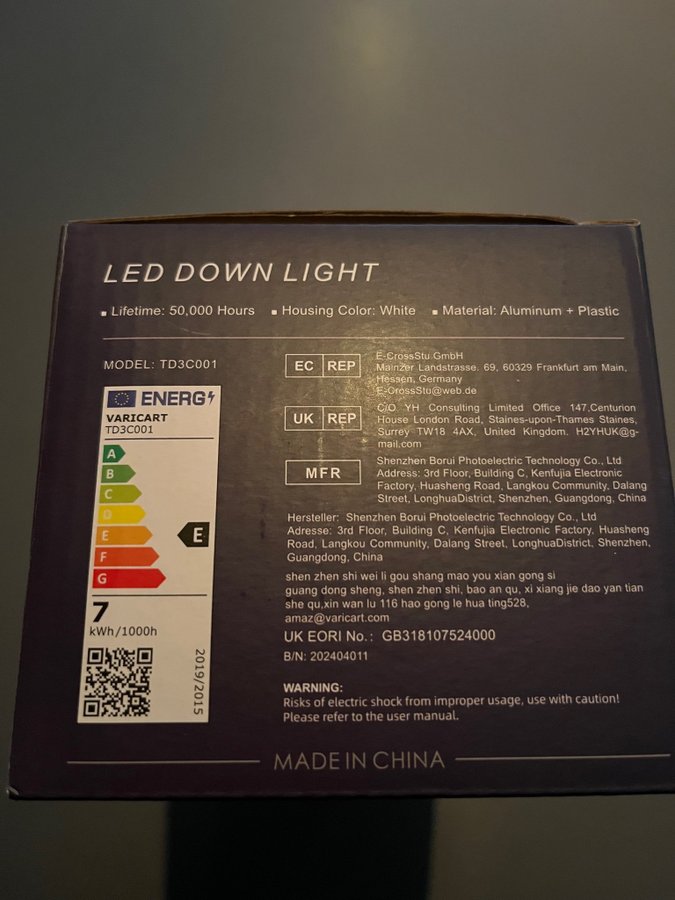 LED DOWN LIGHT
Lifetime: 50,000 Hours
Housing Color: White
Material: Aluminum + Plastic
MODEL: TD3C001
ENERG
VARICART
TD3C001
A
B
C
D
E
F
G
E
7
kWh/1000h
2019/2015
EC REP
E-CrossStu GmbH
Mainzer Landstrasse. 69, 60329 Frankfurt am Main,
Hessen, Germany
E-CrossStu@web.de
UK REP
C/O YH Consulting Limited Office 147,Centurion
House London Road, Staines-upon-Thames Staines,
Surrey TW18 4AX, United Kingdom. H2YHUK@g-
mail.com
MFR
Shenzhen Borui Photoelectric Technology Co., Ltd
Address: 3rd Floor, Building C, Kenfujia Electronic
Factory, Huasheng Road, Langkou Community, Dalang
Street, LonghuaDistrict, Shenzhen, Guangdong, China
Hersteller: Shenzhen Borui Photoelectric Technology Co., Ltd
Adresse: 3rd Floor, Building C, Kenfujia Electronic Factory, Huasheng
Road, Langkou Community, Dalang Street, LonghuaDistrict, Shenzhen,
Guangdong, China
shen zhen shi wei li gou shang mao you xian gong si
guang dong sheng, shen zhen shi, bao an qu, xi xiang jie dao yan tian
she qu,xin wan lu 116 hao gong le hua ting528,
amaz@varicart.com
UK EORI No.: GB318107524000
B/N: 202404011
WARNING:
Risks of electric shock from improper usage, use with caution!
Please refer to the user manual.
MADE IN CHINA